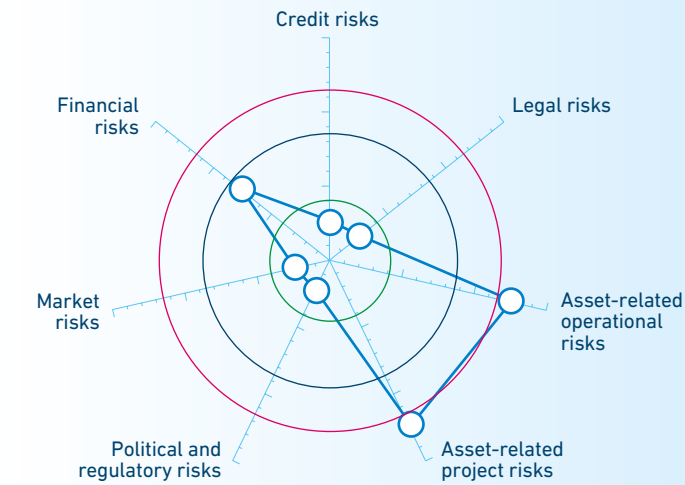 Credit risks
Financial
risks
Legal risks
Market
risks
Asset-related
operational
risks
Political and
regulatory risks
Asset-related
project risks